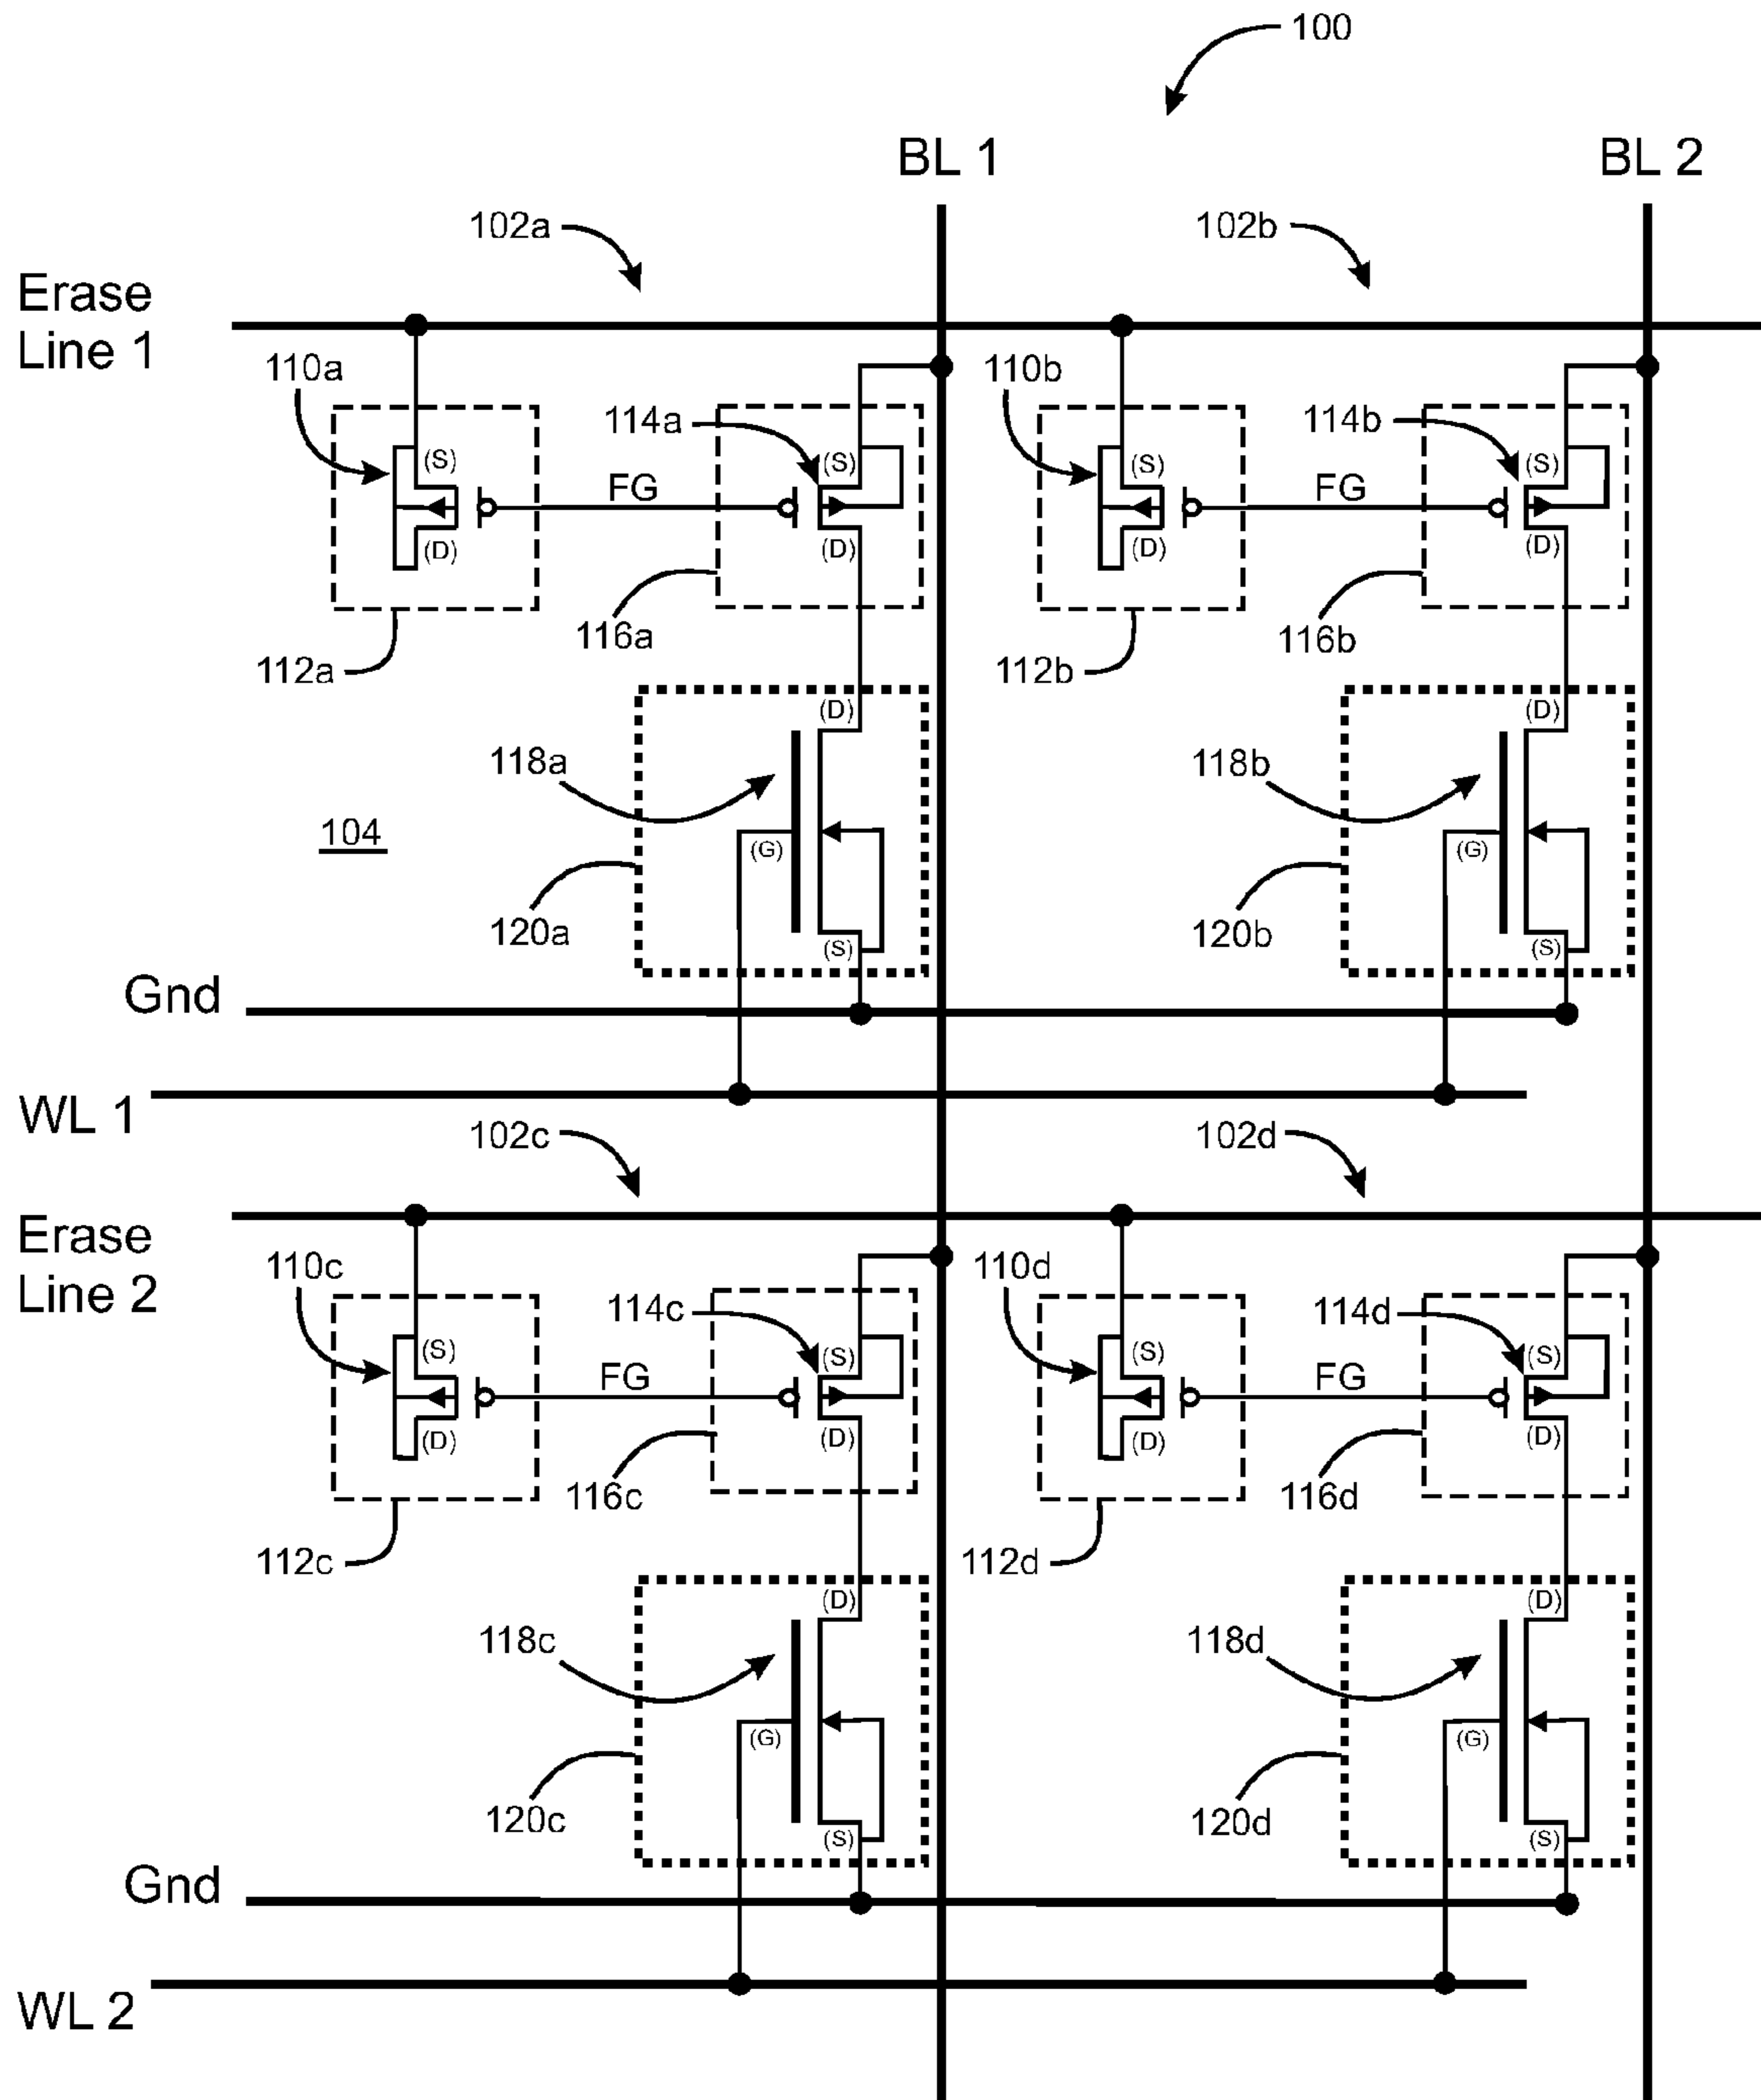 100
BL 1
BL 2
102a
102b
Erase
Line 1
110a
114a
110b
114b
(S)
(S)
(S)
(S)
FG
FG
(D)
(D)
(D)
(D)
116a
116b
112a
112b
(D)
(D)
118a
118b
104
(G)
(G)
120a
120b
(S)
(S)
Gnd
WL 1
102c
102d
Erase
Line 2
110c
114c
110d
114d
(S)
(S)
(S)
(S)
FG
FG
(D)
(D)
(D)
(D)
116c
116d
112c
112d
(D)
(D)
118c
118d
(G)
(G)
120c
120d
(S)
(S)
Gnd
WL 2